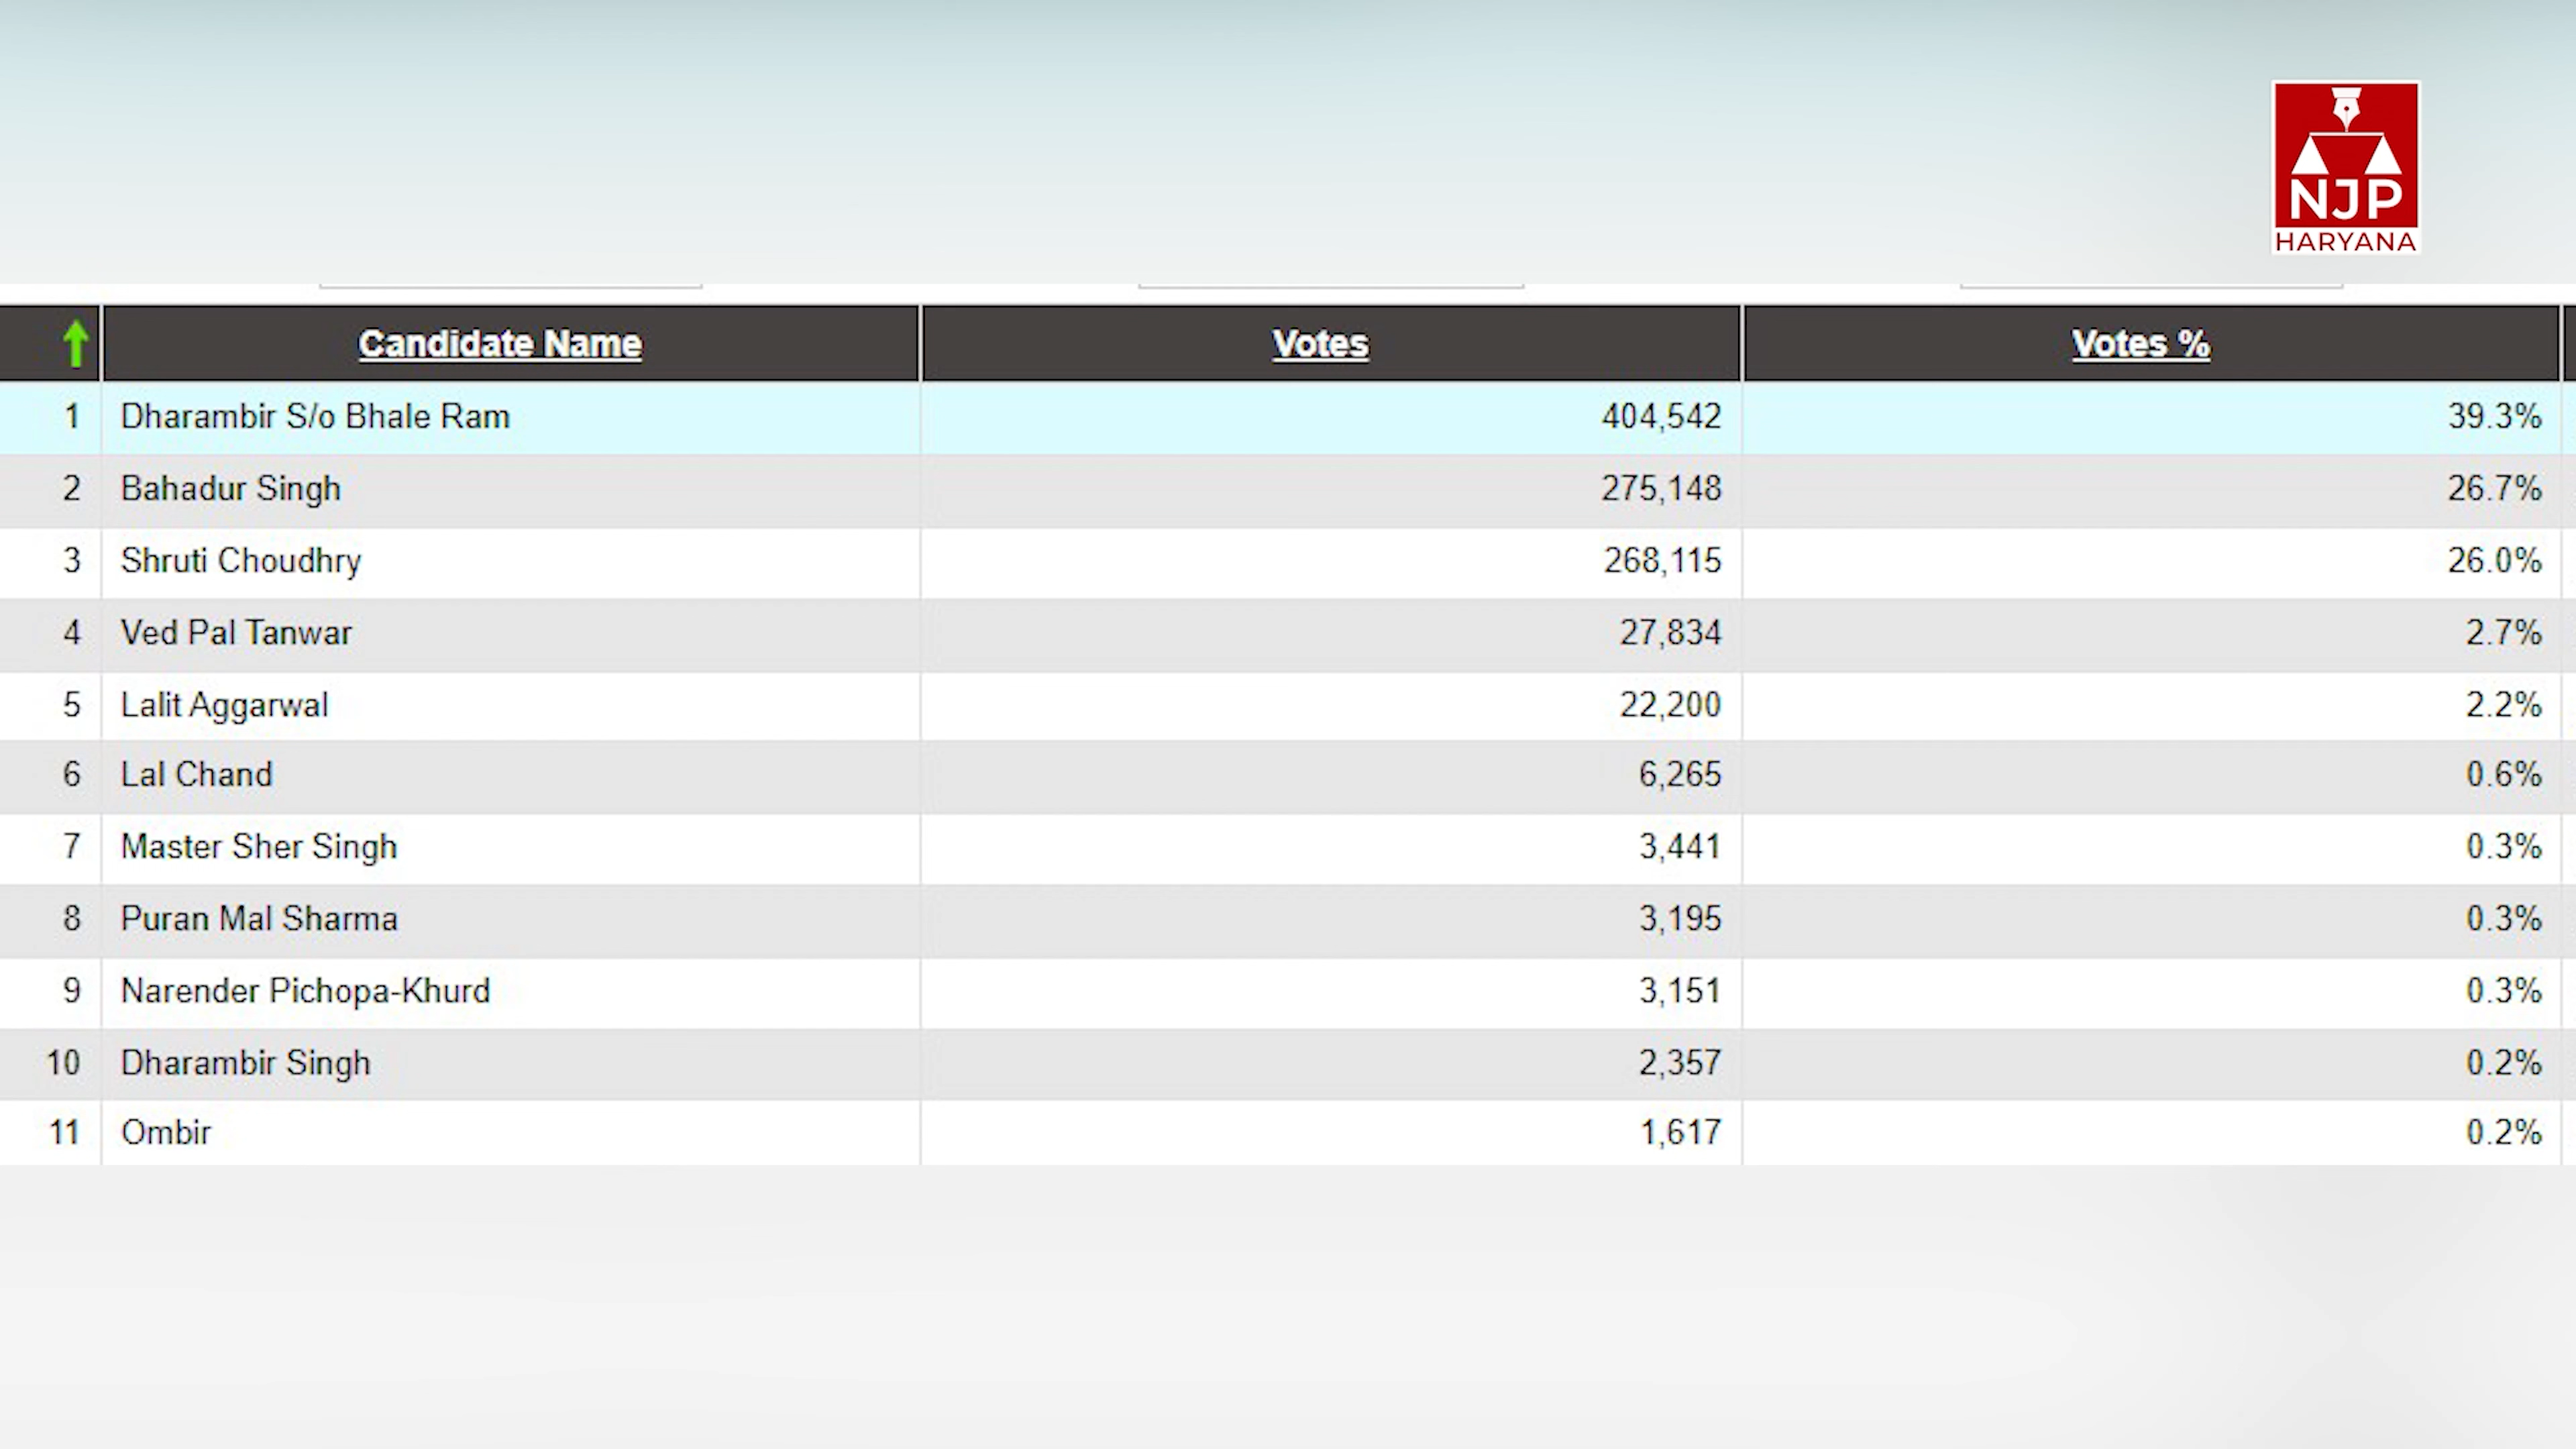 NJP
HARYANA
Candidate Name Votes Votes %
1 Dharambir S/o Bhale Ram 404,542 39.3%
2 Bahadur Singh 275,148 26.7%
3 Shruti Choudhry 268,115 26.0%
4 Ved Pal Tanwar 27,834 2.7%
5 Lalit Aggarwal 22,200 2.2%
6 Lal Chand 6,265 0.6%
7 Master Sher Singh 3,441 0.3%
8 Puran Mal Sharma 3,195 0.3%
9 Narender Pichopa-Khurd 3,151 0.3%
10 Dharambir Singh 2,357 0.2%
11 Ombir 1,617 0.2%